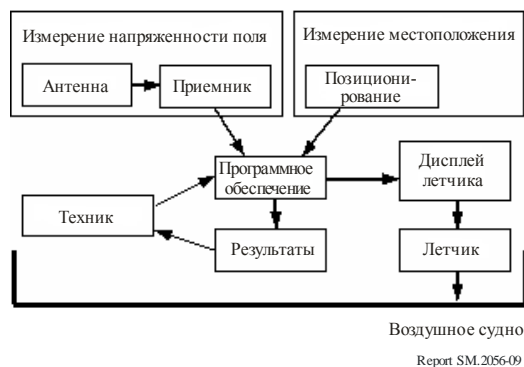 Измерение напряженности поля
Измерение местоположения
Антенна
Приемник
Позициони-
рование
Программное
обеспечение
Дисплей
летчика
Техник
Результаты
Летчик
Воздушное судно
Report SM.2056-09